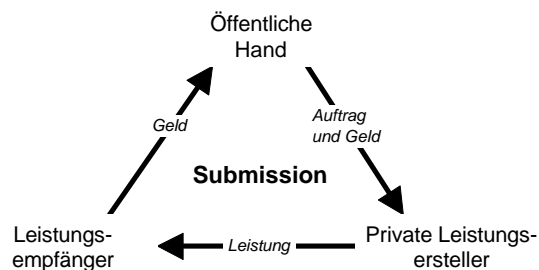 Öffentliche
Hand
Geld
Auftrag
und Geld
Submission
Leistungs-
empfänger
Leistung
Private Leistungs-
ersteller